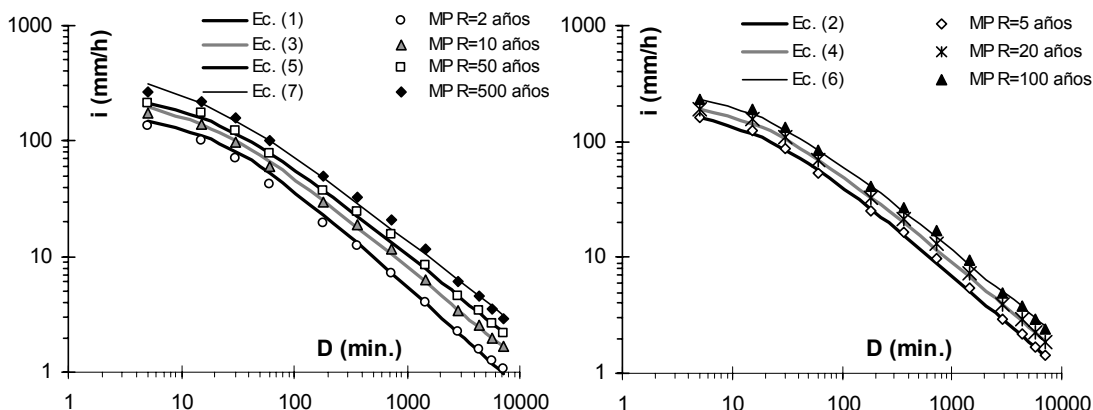 Ec. (1)
Ec. (3)
Ec. (5)
Ec. (7)
MP R=2 años
MP R=10 años
MP R=50 años
MP R=500 años
i (mm/h)
1000
100
10
1
D (min.)
1
10
100
1000
10000
Ec. (2)
Ec. (4)
Ec. (6)
MP R=5 años
MP R=20 años
MP R=100 años
i (mm/h)
1000
100
10
1
D (min.)
1
10
100
1000
10000